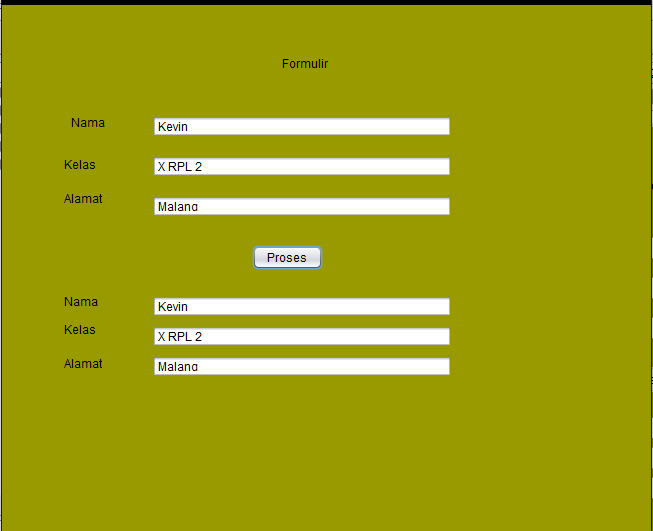 Formulir
Nama Kevin
Kelas X RPL 2
Alamat Malang
Proses
Nama Kevin
Kelas X RPL 2
Alamat Malang